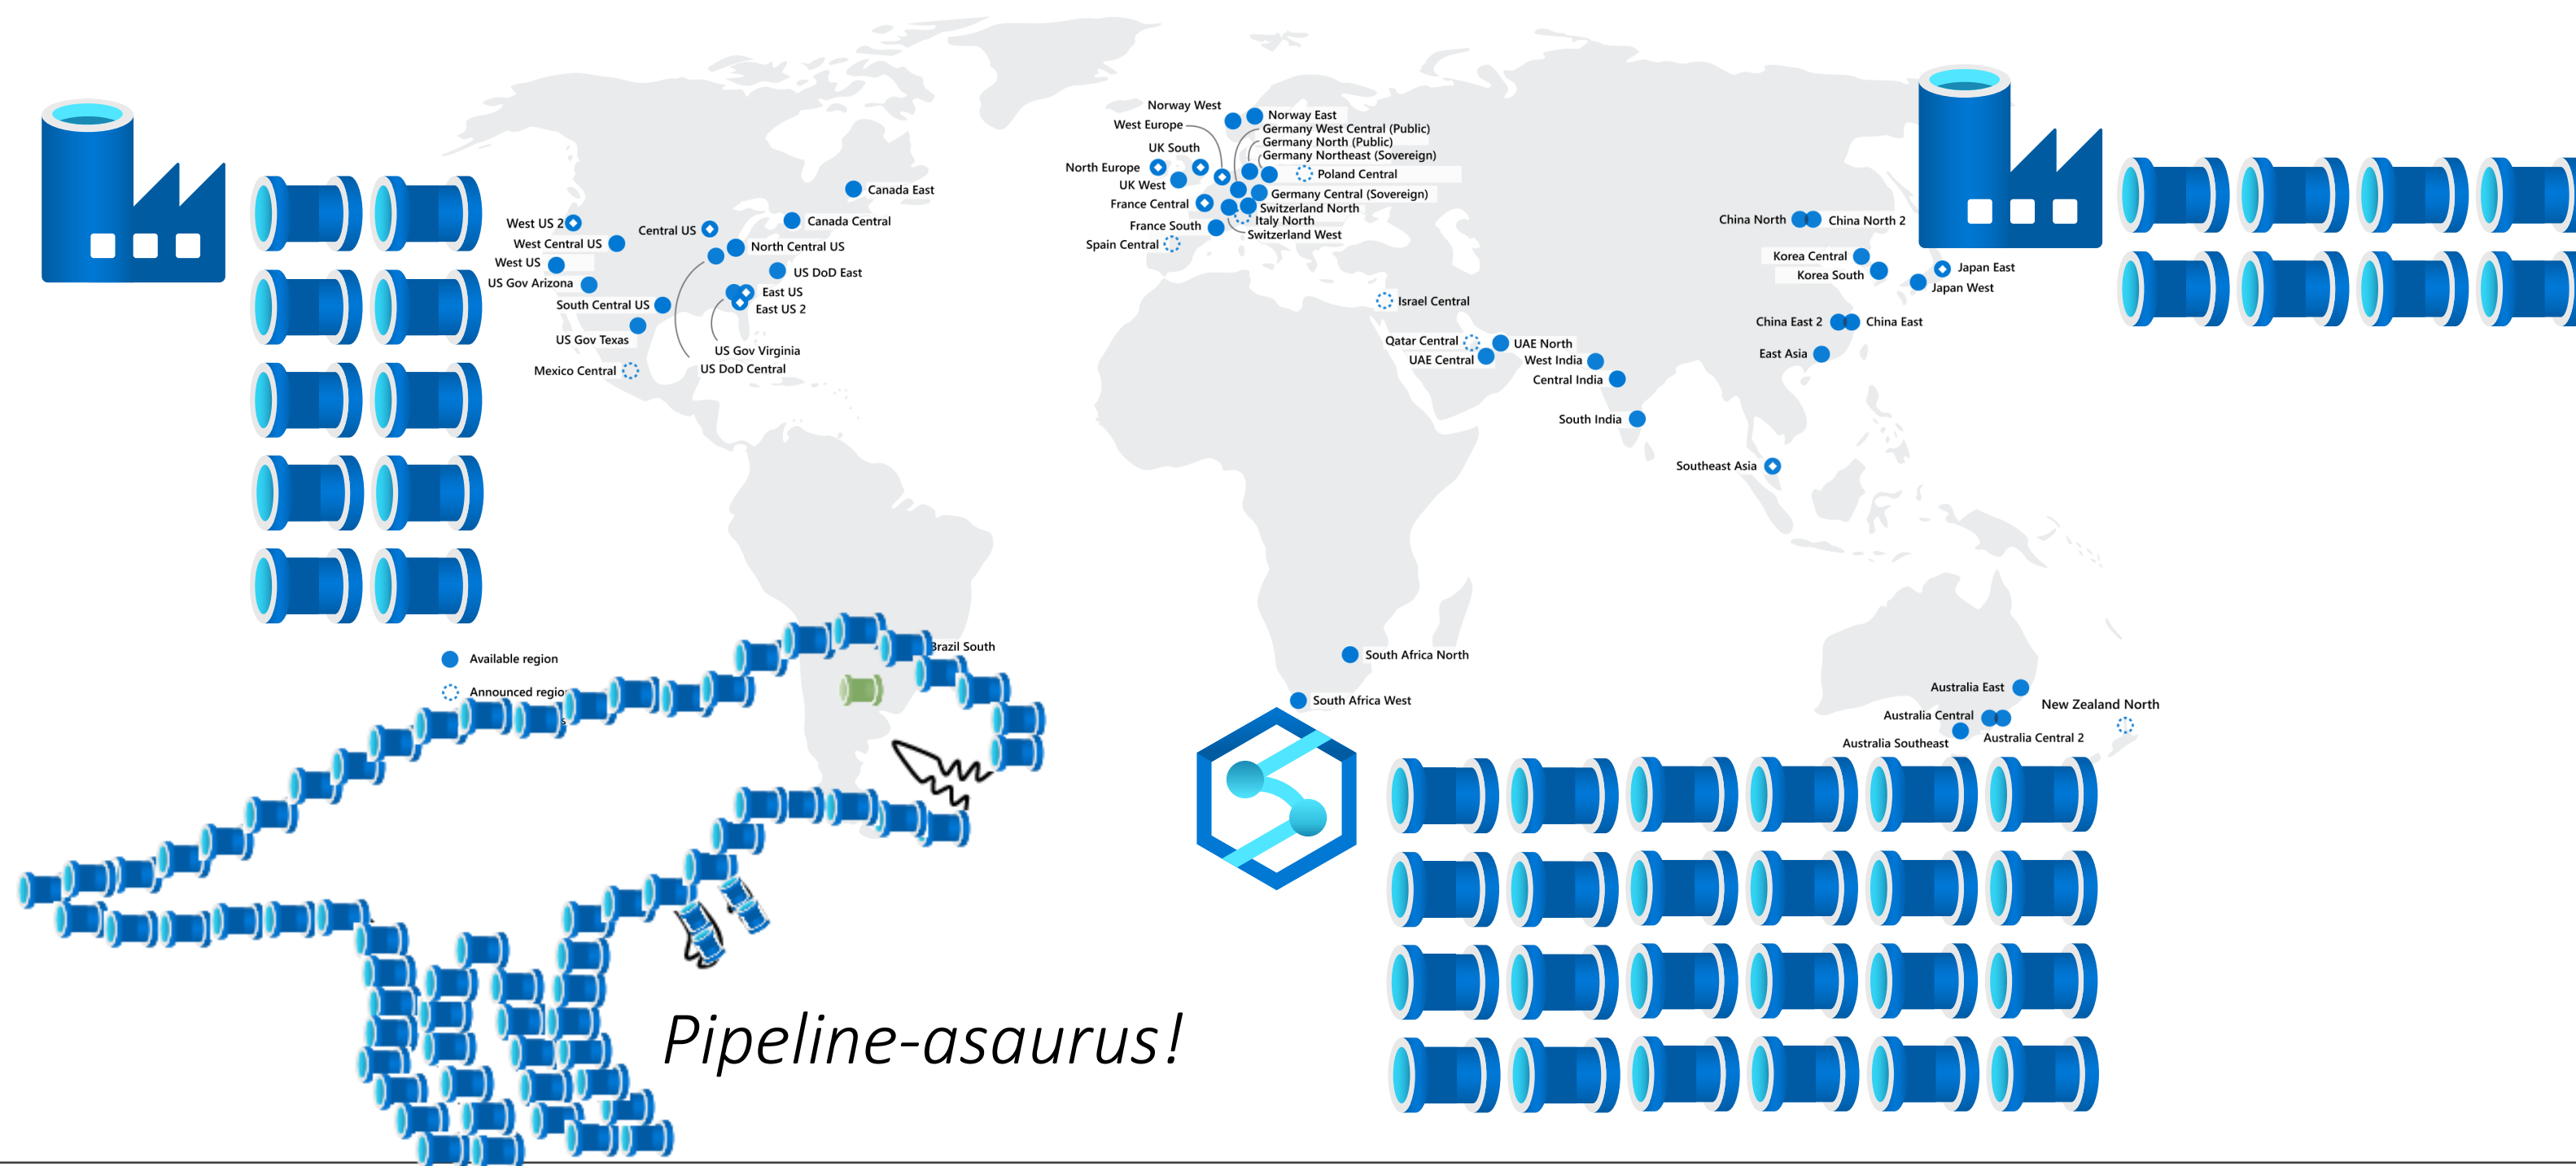 Norway West
Norway East
West Europe
Germany West Central (Public)
Germany North (Public)
UK South
Germany Northeast (Sovereign)
North Europe
Poland Central
UK West
Canada East
Germany Central (Sovereign)
France Central
Switzerland North
Italy North
West US 2
Canada Central
China North
China North 2
France South
Central US
Switzerland West
West Central US
North Central US
Spain Central
Korea Central
West US
US DoD East
Korea South
Japan East
US Gov Arizona
East US
Japan West
South Central US
East US 2
Israel Central
China East 2
China East
US Gov Texas
Qatar Central
UAE North
US Gov Virginia
East Asia
UAE Central
West India
Mexico Central
US DoD Central
Central India
South India
Southeast Asia
Brazil South
Available region
South Africa North
Announced region
Australia East
South Africa West
New Zealand North
Australia Central
Australia Central 2
Australia Southeast
Pipeline-asaurus!